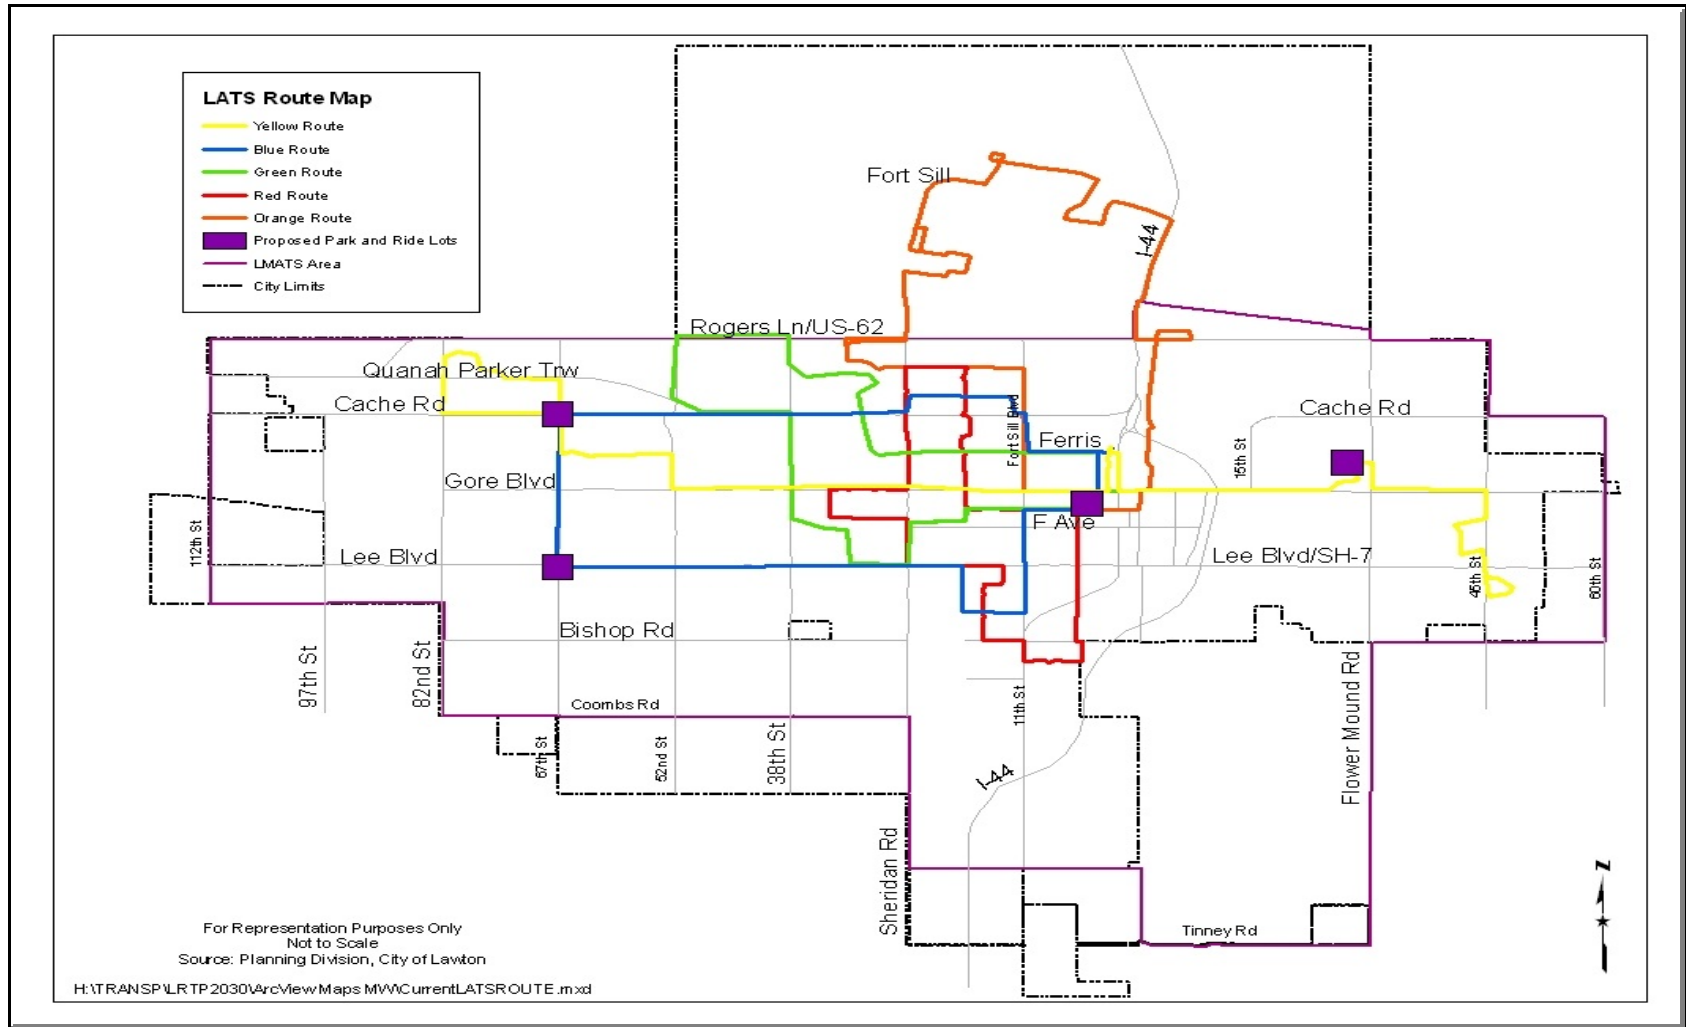 LATS Route Map
Yellow Route
Blue Route
Green Route
Red Route
Orange Route
Proposed Park and Ride Lots
LMATS Area
City Limits
Fort Sill
I-44
Rogers Ln/US-62
Quanah Parker Trw
Cache Rd
Cache Rd
Fort Sill Blvd
Ferris
15th St
Gore Blvd
F Ave
112th St
Lee Blvd
Lee Blvd/SH-7
45th St
60th St
Bishop Rd
97th St
82nd St
Coombs Rd
11th St
Flower Mound Rd
67th St
52nd St
38th St
I-44
Sheridan Rd
Tinney Rd
N
For Representation Purposes Only
Not to Scale
Source: Planning Division, City of Lawton
H:\TRANSP\LRTP2030\ArcView Maps MW\CurrentLATSROUTE.mxd